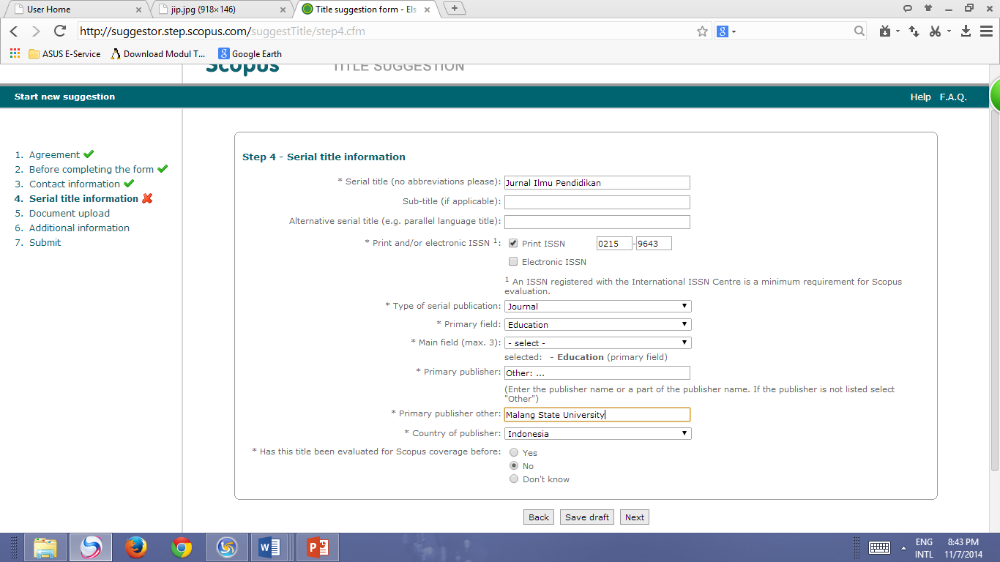 User Home
jip.jpg (918×146)
Title suggestion form - Els
http://suggestor.step.scopus.com/suggestTitle/step4.cfm
ASUS E-Service
Download Modul T...
Google Earth
Scopus TITLE SUGGESTION
Start new suggestion
Help F.A.Q.
1. Agreement
2. Before completing the form
3. Contact information
4. Serial title information
5. Document upload
6. Additional information
7. Submit
Step 4 - Serial title information
* Serial title (no abbreviations please): Jurnal Ilmu Pendidikan
Sub-title (if applicable):
Alternative serial title (e.g. parallel language title):
* Print and/or electronic ISSN 1: Print ISSN 0215 - 9643
Electronic ISSN
1 An ISSN registered with the International ISSN Centre is a minimum requirement for Scopus
evaluation.
* Type of serial publication: Journal
* Primary field: Education
* Main field (max. 3): - select -
selected: - Education (primary field)
* Primary publisher: Other: ...
(Enter the publisher name or a part of the publisher name. If the publisher is not listed select
"Other")
* Primary publisher other: Malang State University
* Country of publisher: Indonesia
* Has this title been evaluated for Scopus coverage before: Yes
No
Don't know
Back Save draft Next
ENG 8:43 PM
INTL 11/7/2014